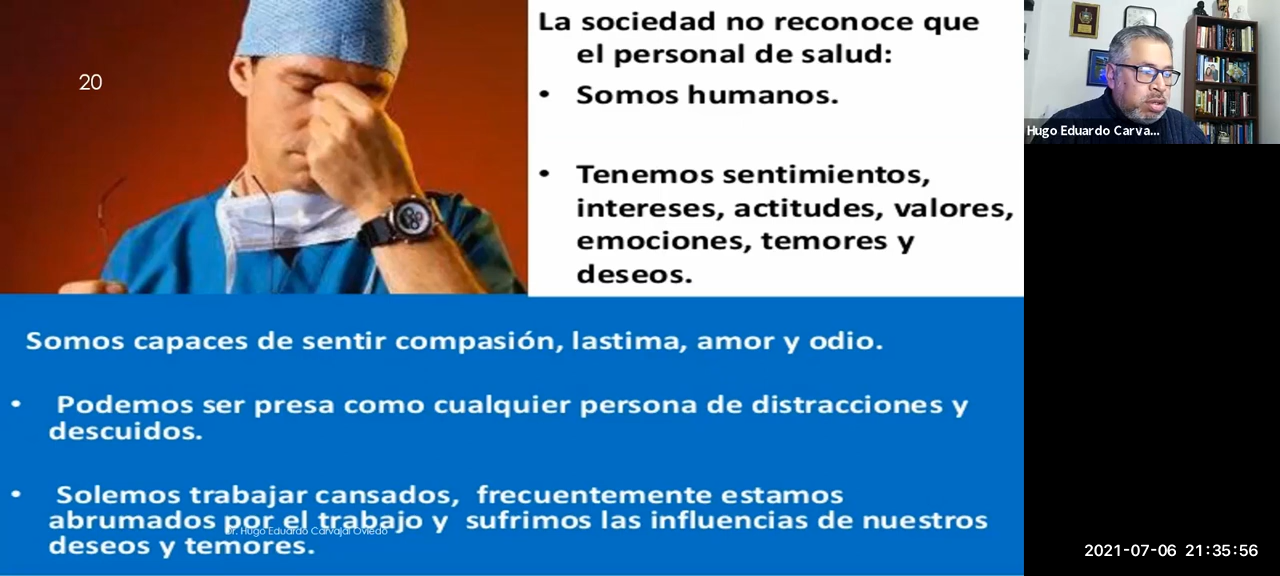 20
La sociedad no reconoce que
el personal de salud:
• Somos humanos.
• Tenemos sentimientos,
intereses, actitudes, valores,
emociones, temores y
deseos.
Somos capaces de sentir compasión, lastima, amor y odio.
• Podemos ser presa como cualquier persona de distracciones y
descuidos.
• Solemos trabajar cansados, frecuentemente estamos
abrumados por el trabajo y sufrimos las influencias de nuestros
deseos y temores.
Dr. Hugo Eduardo Carvajal Oviedo
Hugo Eduardo Carva...
2021-07-06 21:35:56